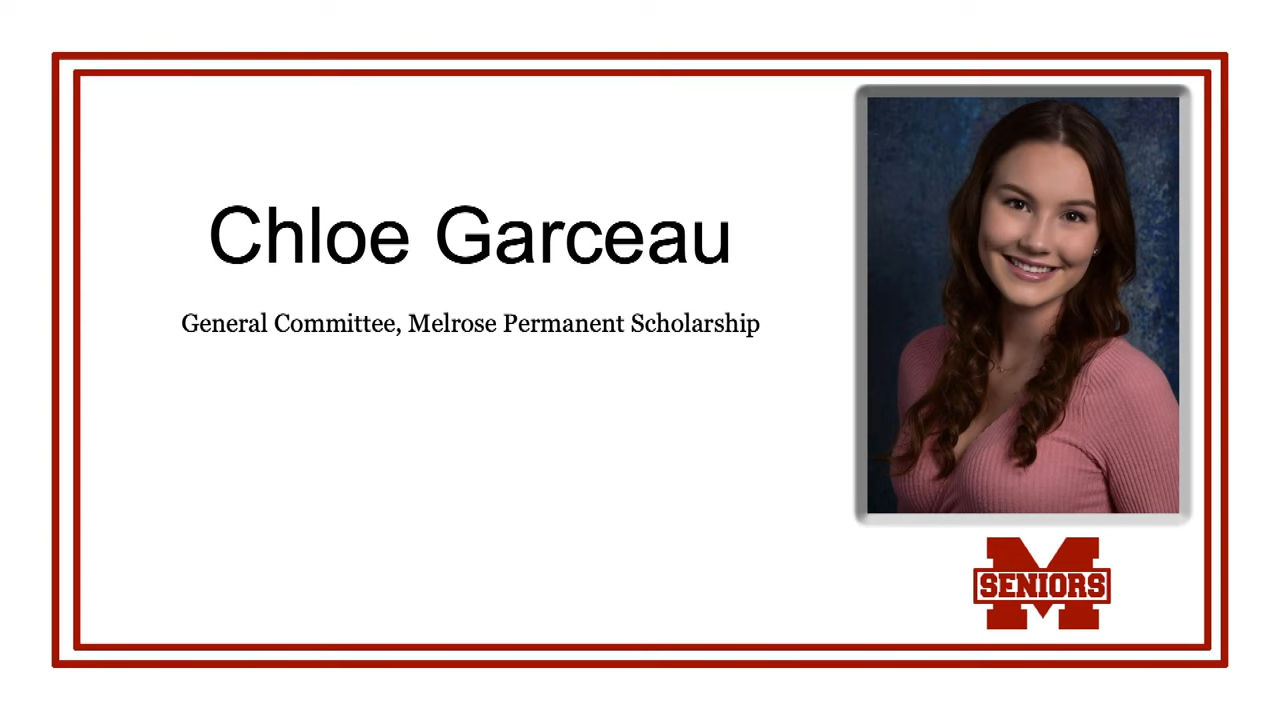 Chloe Garceau
General Committee, Melrose Permanent Scholarship
M
SENIORS